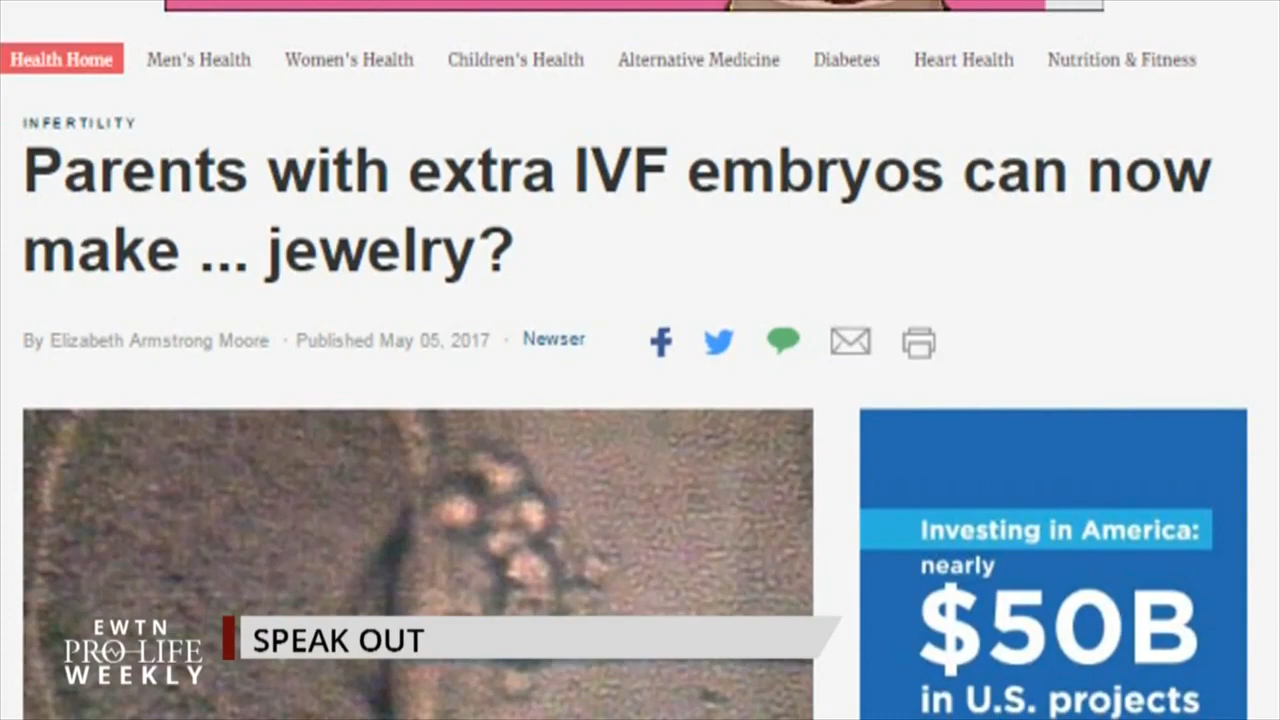 Health Home Men's Health Women's Health Children's Health Alternative Medicine Diabetes Heart Health Nutrition & Fitness
INFERTILITY
Parents with extra IVF embryos can now
make ... jewelry?
By Elizabeth Armstrong Moore · Published May 05, 2017 · Newser
Investing in America:
nearly
$50B
in U.S. projects
EWTN
PRO-LIFE
WEEKLY
SPEAK OUT